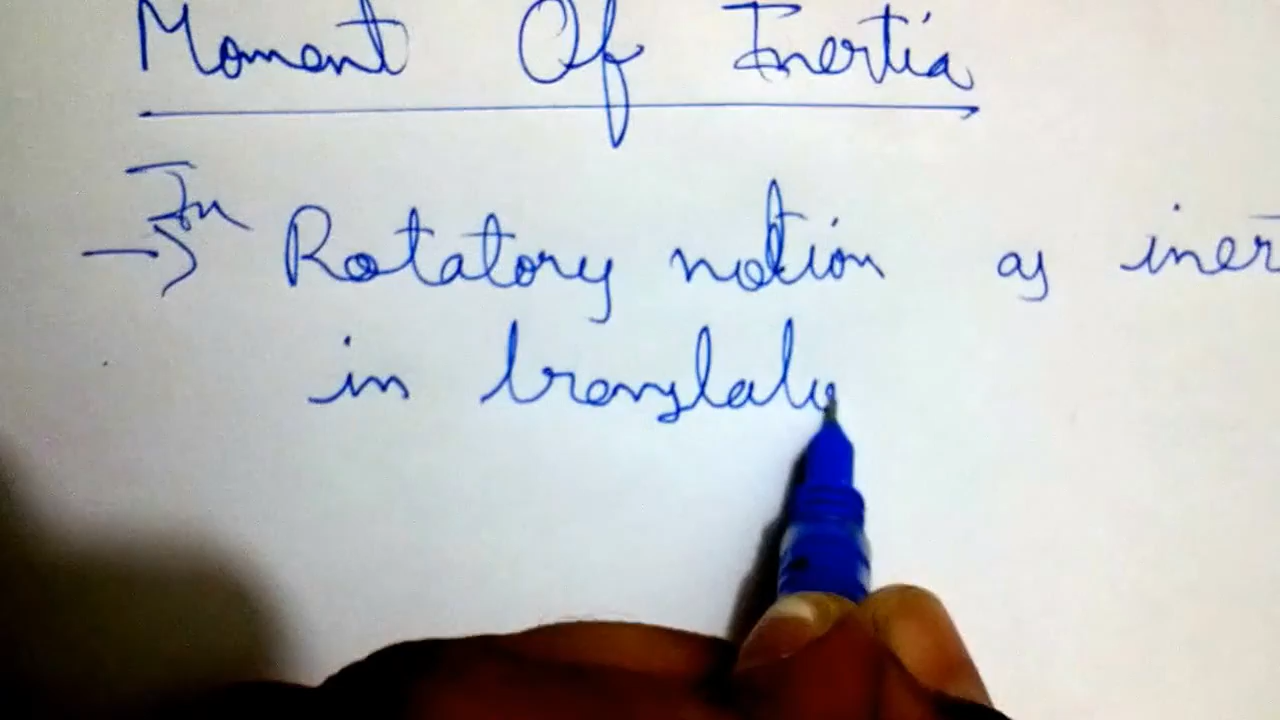 Moment Of Inertia
→ In Rotatory motion as iner
in translat